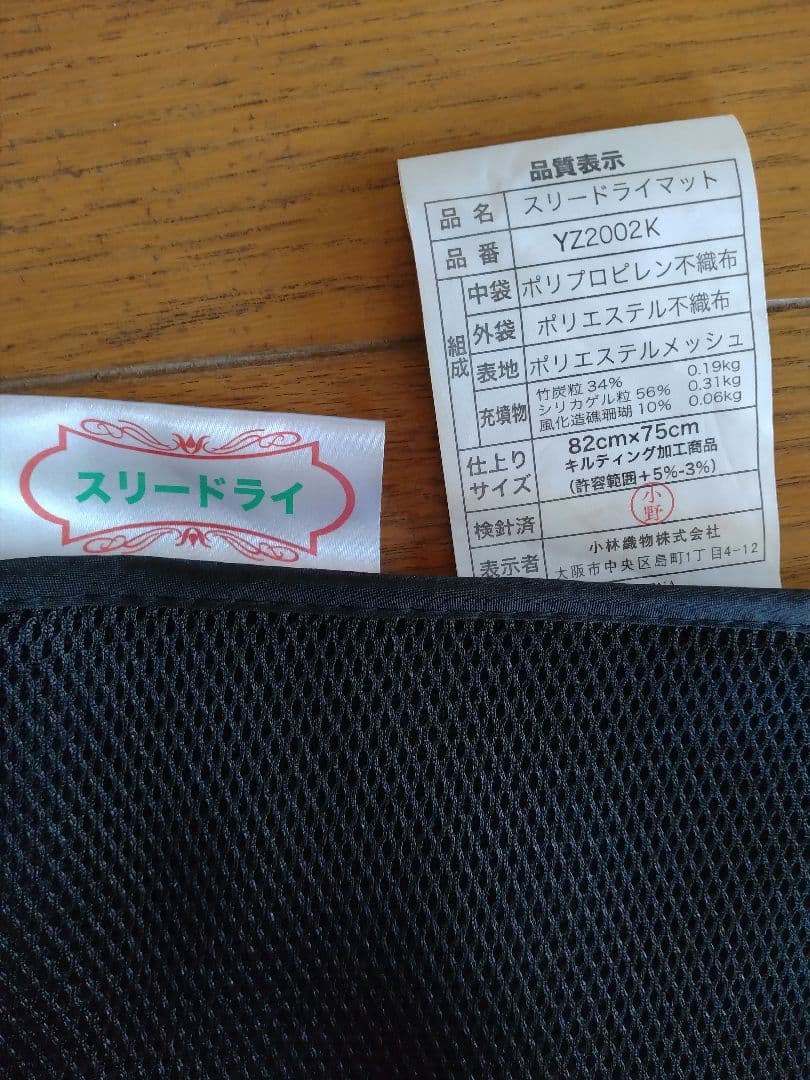 品質表示
品名 スリードライマット
品番 YZ2002K
組成 中袋 ポリプロピレン不織布
外袋 ポリエステル不織布
表地 ポリエステルメッシュ
充填物 竹炭粒 34% 0.19kg
シリカゲル粒 56% 0.31kg
風化造礁珊瑚 10% 0.06kg
仕上りサイズ 82cm×75cm
キルティング加工商品
(許容範囲+5%-3%)
検針済 小野
表示者 小林織物株式会社
大阪市中央区島町1丁目4-12
スリードライ